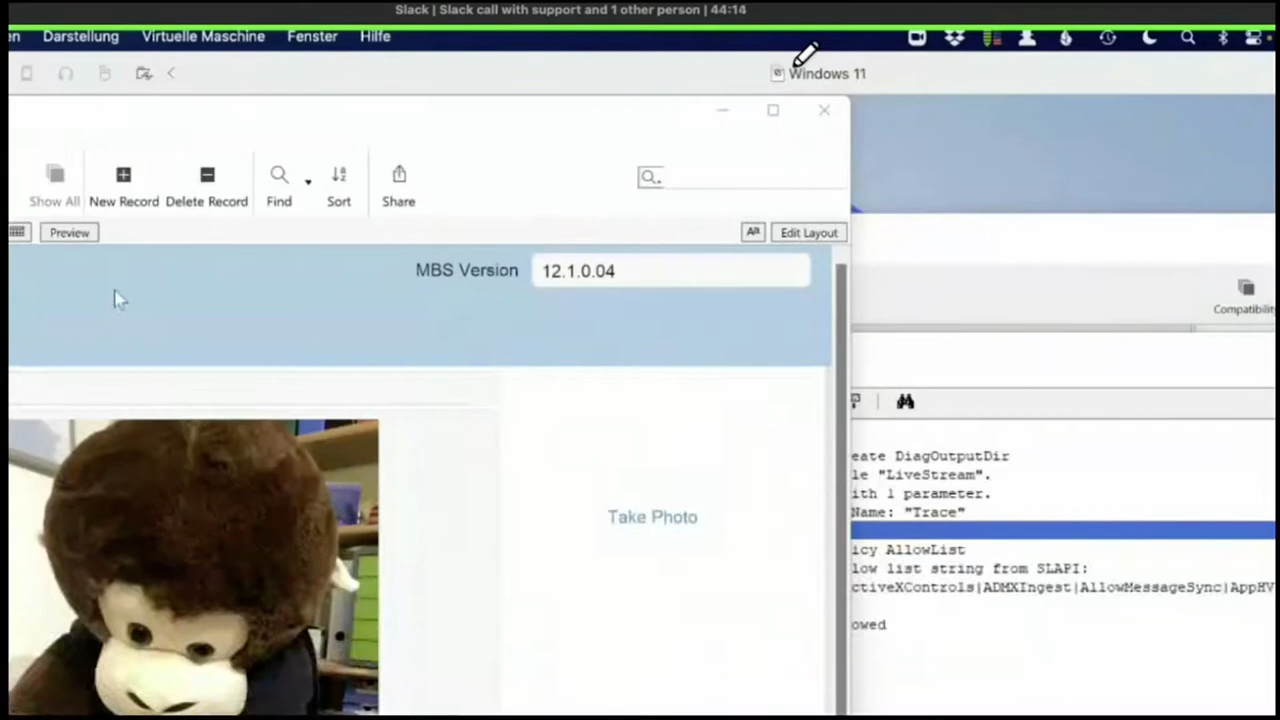 Slack | Slack call with support and 1 other person | 44:14
en Darstellung Virtuelle Maschine Fenster Hilfe
Windows 11
Show All New Record Delete Record Find Sort Share
Preview Edit Layout
MBS Version 12.1.0.04
Compatibility
eate DiagOutputDir
le "LiveStream".
ith 1 parameter.
Take Photo
Name: "Trace"
icy AllowList
low list string from SLAPI:
ctiveXControls|ADMXIngest|AllowMessageSync|AppHV
owed